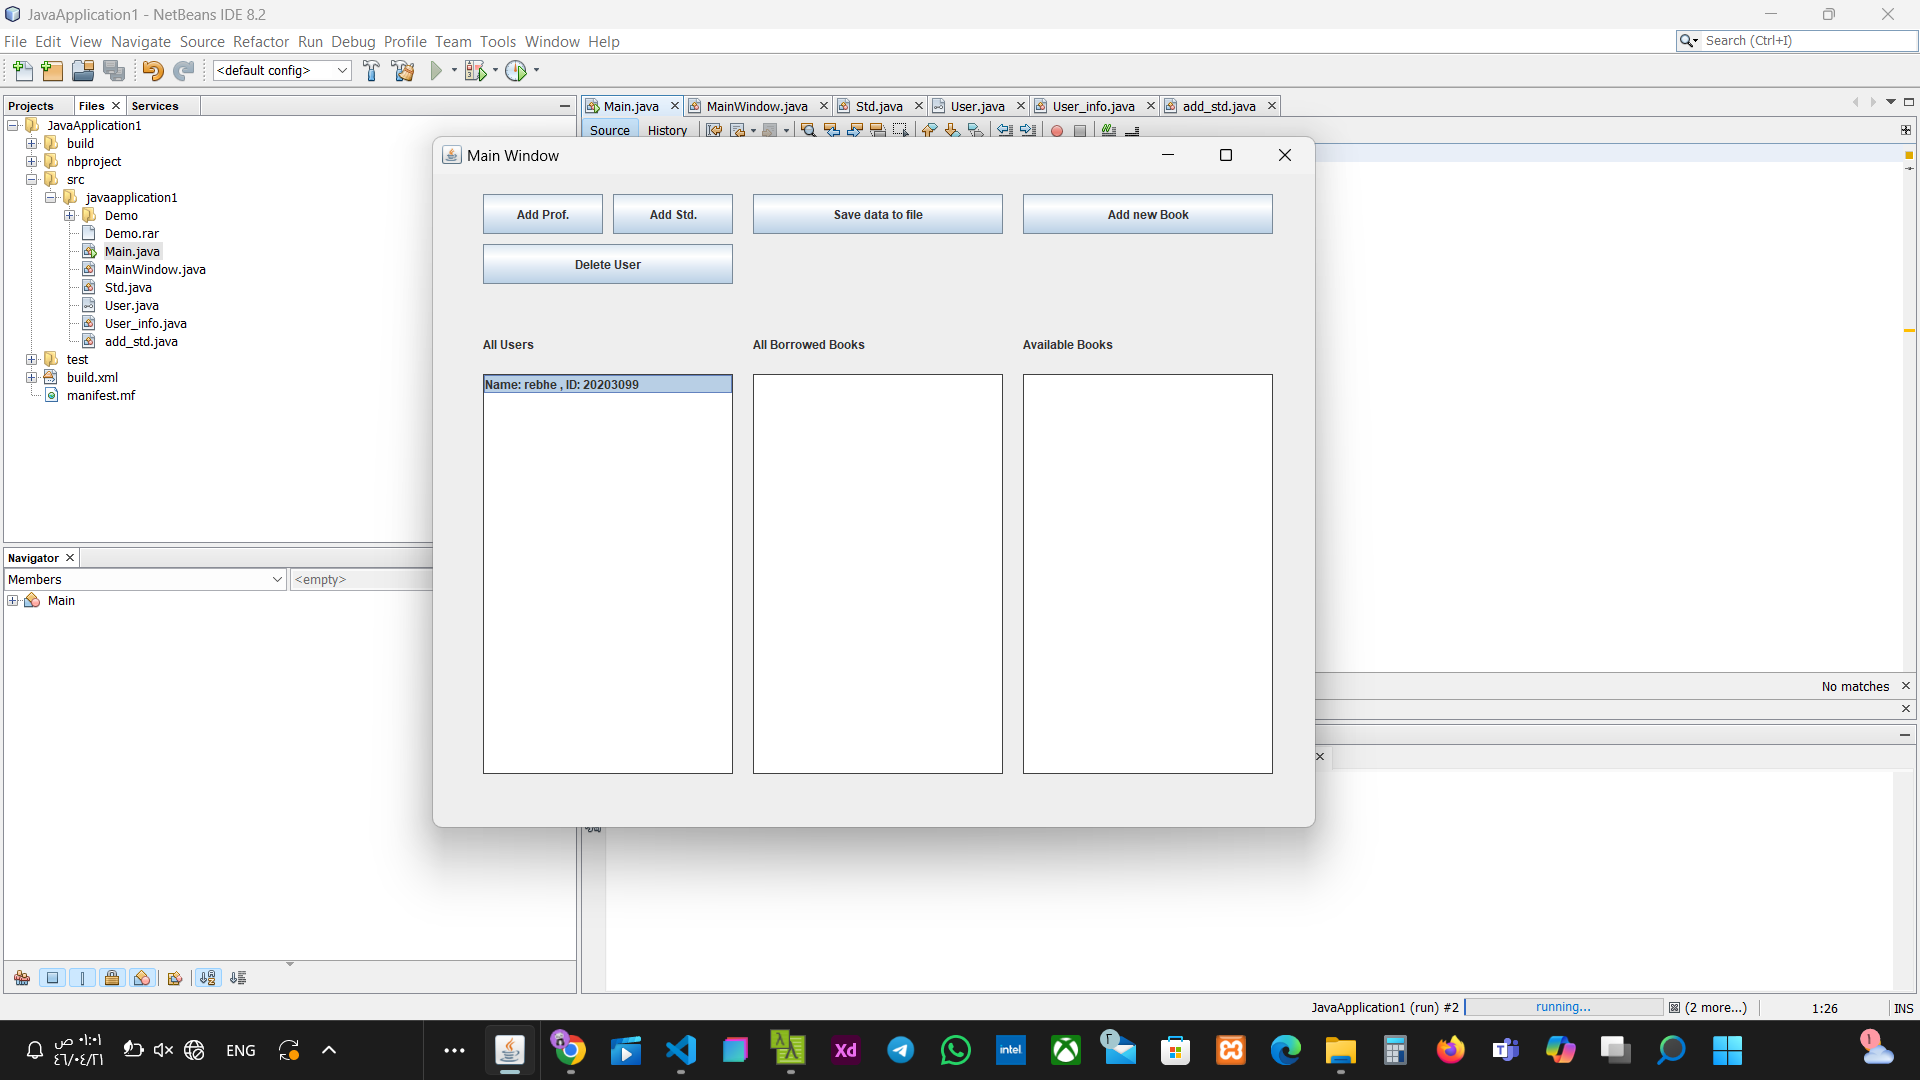 JavaApplication1 - NetBeans IDE 8.2
File Edit View Navigate Source Refactor Run Debug Profile Team Tools Window Help
Search (Ctrl+I)
<default config>
Projects Files Services
Main.java MainWindow.java Std.java User.java User_info.java add_std.java
Source History
JavaApplication1
build
nbproject
src
javaapplication1
Demo
Demo.rar
Main.java
MainWindow.java
Std.java
User.java
User_info.java
add_std.java
test
build.xml
manifest.mf
Main Window
Add Prof. Add Std. Save data to file Add new Book
Delete User
All Users All Borrowed Books Available Books
Name: rebhe , ID: 20203099
Navigator
Members <empty>
Main
No matches
JavaApplication1 (run) #2 running... (2 more...) 1:26 INS
ENG
Xd
intel
1